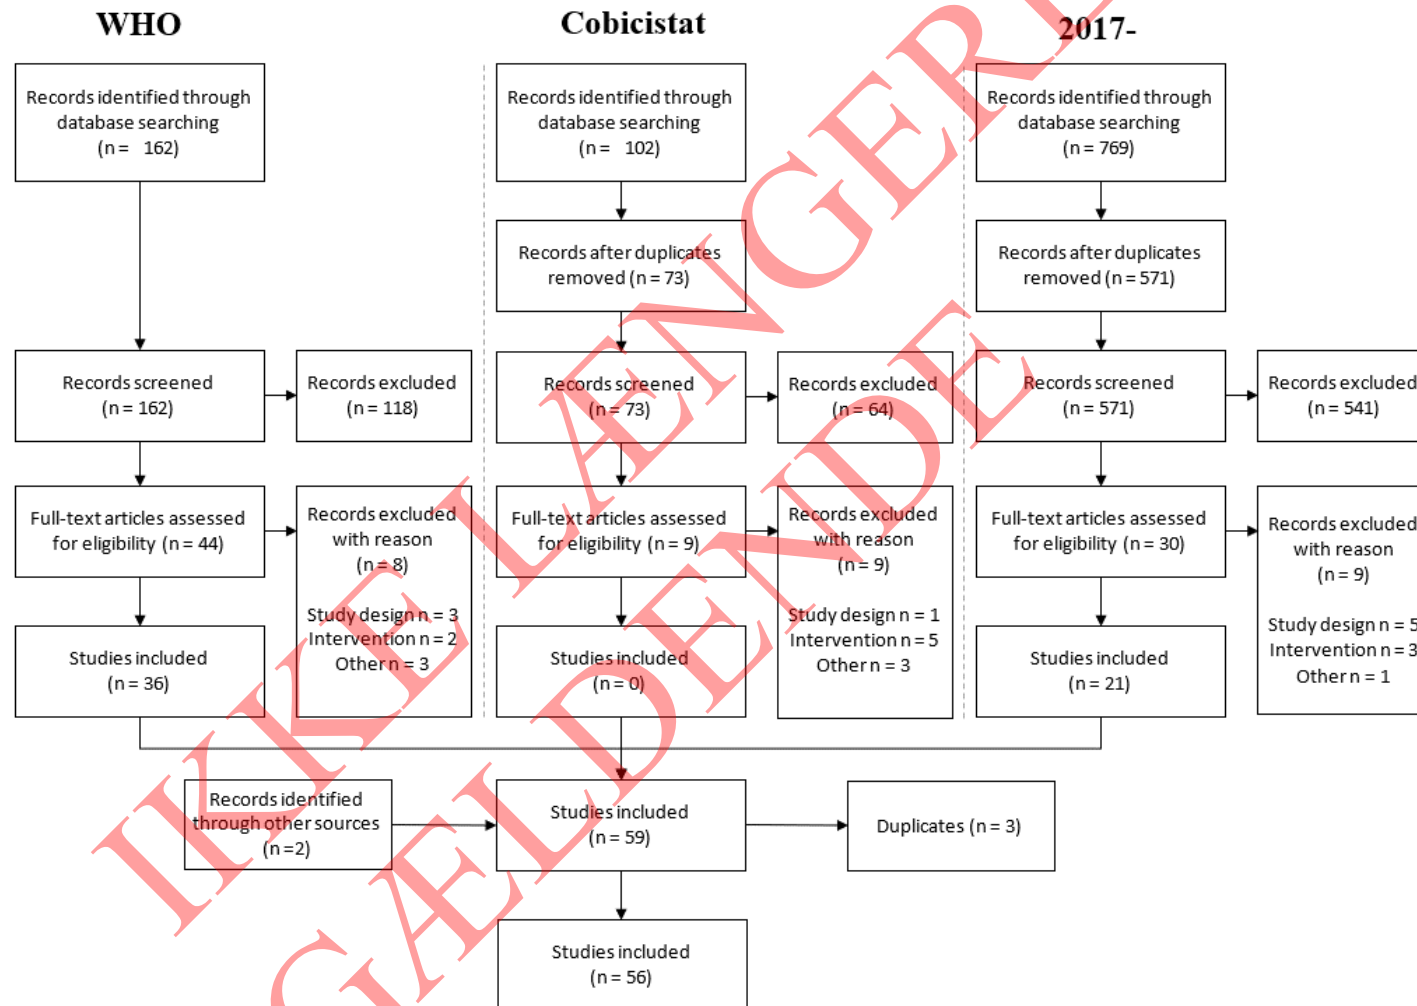 WHO
Records identified through
database searching
(n = 162)
Records screened
(n = 162)
Records excluded
(n = 118)
Full-text articles assessed
for eligibility (n = 44)
Records excluded
with reason
(n = 8)
Study design n = 3
Intervention n = 2
Other n = 3
Studies included
(n = 36)
Cobicistat
Records identified through
database searching
(n = 102)
Records after duplicates
removed (n = 73)
Records screened
(n = 73)
Records excluded
(n = 64)
Full-text articles assessed
for eligibility (n = 9)
Records excluded
with reason
(n = 9)
Study design n = 1
Intervention n = 5
Other n = 3
Studies included
(n = 0)
2017-
Records identified through
database searching
(n = 769)
Records after duplicates
removed (n = 571)
Records screened
(n = 571)
Records excluded
(n = 541)
Full-text articles assessed
for eligibility (n = 30)
Records excluded
with reason
(n = 9)
Study design n = 5
Intervention n = 3
Other n = 1
Studies included
(n = 21)
Records identified
through other sources
(n =2)
Studies included
(n = 59)
Duplicates (n = 3)
Studies included
(n = 56)
IKKE LÆNGERE
GÆLDENDE